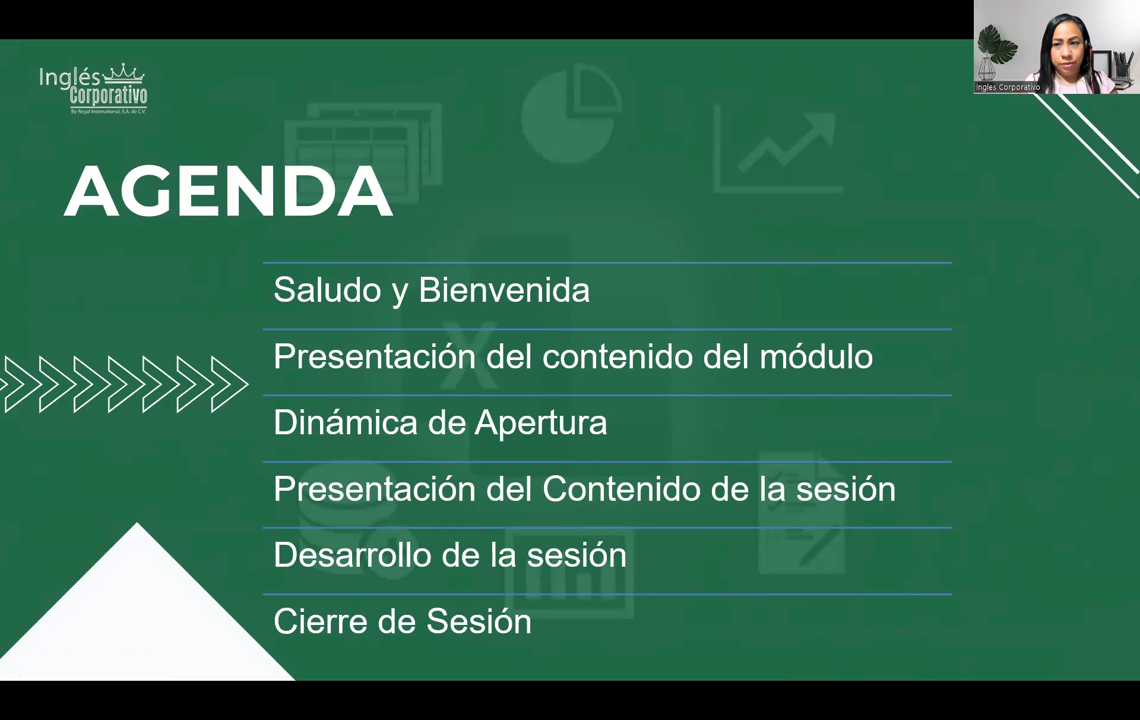 Inglés
Corporativo
By Regal International, S.A. de C.V.
Ingles Corporativo
AGENDA
Saludo y Bienvenida
Presentación del contenido del módulo
Dinámica de Apertura
Presentación del Contenido de la sesión
Desarrollo de la sesión
Cierre de Sesión
X